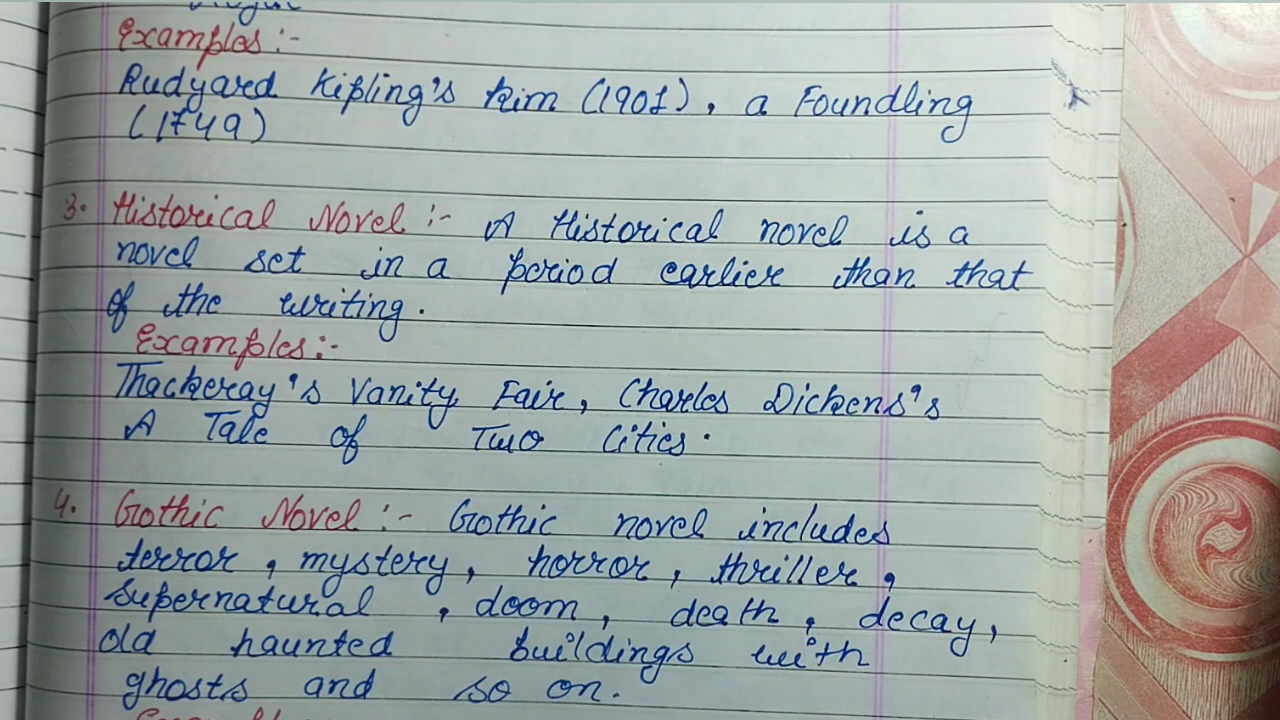 Examples:-
Rudyard Kipling's Kim (1901), a Foundling
(1749)
3. Historical Novel :- A Historical novel is a
novel set in a period earlier than that
of the writing.
Examples:-
Thackeray's Vanity Fair, Charles Dickens's
A Tale of Two Cities.
4. Gothic Novel :- Gothic novel includes
terror, mystery, horror, thriller,
supernatural, doom, death, decay,
old haunted buildings with
ghosts and so on.